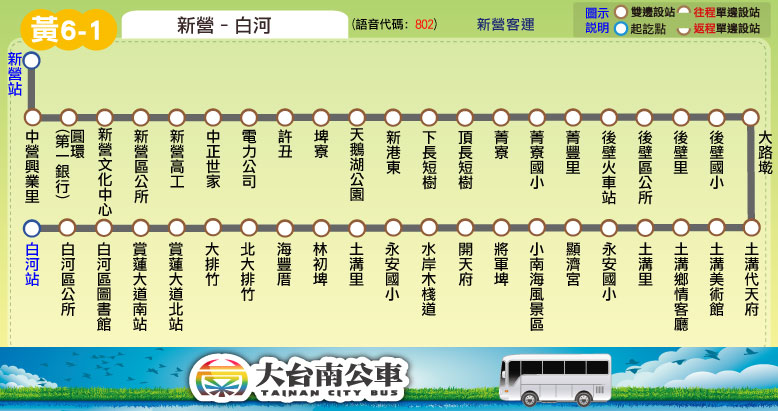 黃6-1
新營 - 白河
(語音代碼: 802)
新營客運
圖示說明
雙邊設站
往程單邊設站
起訖點
返程單邊設站
新營站
中營興業里
圓環(第一銀行)
新營文化中心
新營區公所
新營高工
中正世家
電力公司
許丑
埤寮
天鵝湖公園
新港東
下長短樹
頂長短樹
菁寮
菁寮國小
菁豐里
後壁火車站
後壁區公所
後壁里
後壁國小
大路墘
土溝代天府
土溝美術館
土溝鄉情客廳
土溝里
永安國小
顯濟宮
小南海風景區
將軍埤
開天府
水岸木棧道
永安國小
土溝里
林初埤
海豐厝
北大排竹
大排竹
賞蓮大道北站
賞蓮大道南站
白河區圖書館
白河區公所
白河站
大台南公車
TAINAN CITY BUS